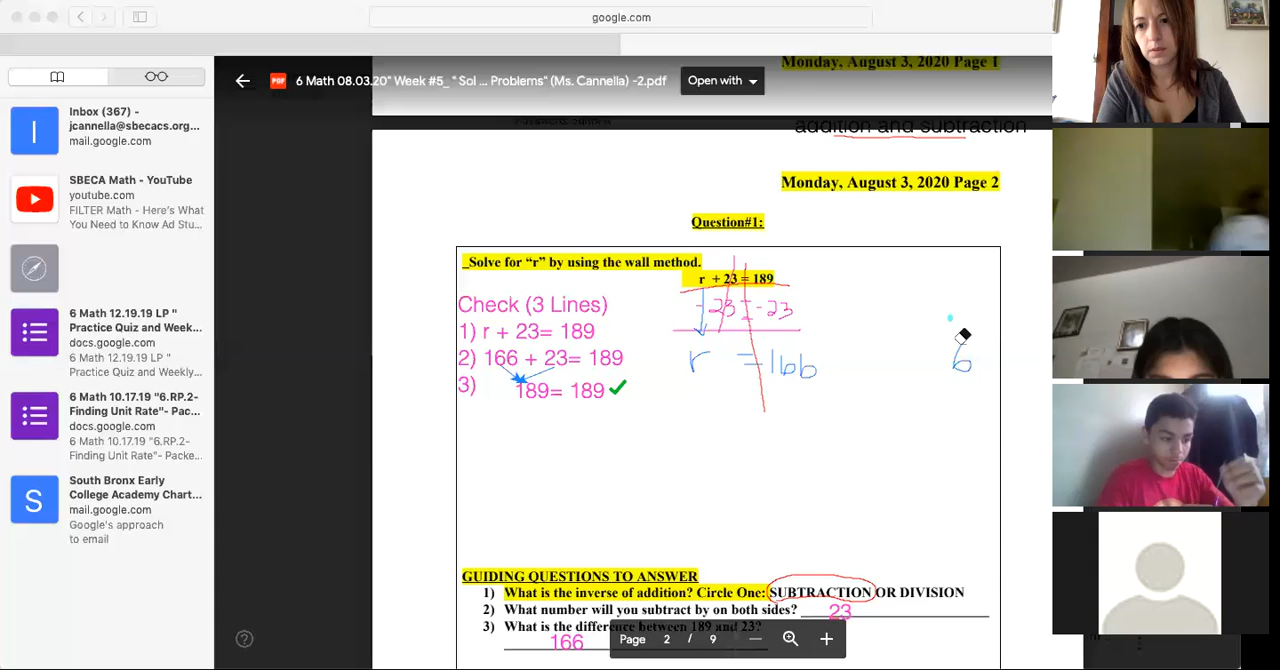 google.com
6 Math 08.03.20" Week #5_ " Sol ... Problems" (Ms. Cannella) -2.pdf
Open with
Inbox (367) -
jcannella@sbecacs.org...
mail.google.com
SBECA Math - YouTube
youtube.com
FILTER Math - Here's What
You Need to Know Ad Stu...
6 Math 12.19.19 LP "
Practice Quiz and Week...
docs.google.com
6 Math 12.19.19 LP "
Practice Quiz and Weekly...
6 Math 10.17.19 "6.RP.2-
Finding Unit Rate"- Pac...
docs.google.com
6 Math 10.17.19 "6.RP.2-
Finding Unit Rate"- Packe...
South Bronx Early
College Academy Chart...
mail.google.com
Google's approach
to email
Monday, August 3, 2020 Page 1
addition and subtraction
Monday, August 3, 2020 Page 2
Question#1:
_Solve for “r” by using the wall method.
r + 23 = 189
- 23 = - 23
r = 166
Check (3 Lines)
1) r + 23= 189
2) 166 + 23= 189
3) 189= 189
6
GUIDING QUESTIONS TO ANSWER
1) What is the inverse of addition? Circle One: SUBTRACTION OR DIVISION
2) What number will you subtract by on both sides? 23
3) What is the difference between 189 and 23?
166
Page 2 / 9